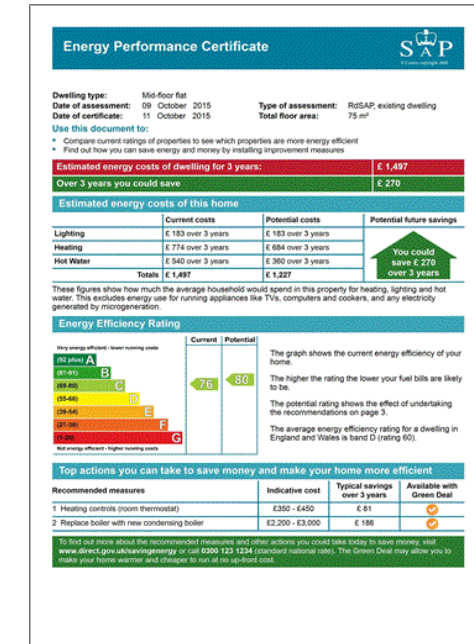 Energy Performance Certificate
SAP
© Crown copyright 2009
Dwelling type: Mid-floor flat
Date of assessment: 09 October 2015 Type of assessment: RdSAP, existing dwelling
Date of certificate: 11 October 2015 Total floor area: 75 m²
Use this document to:
• Compare current ratings of properties to see which properties are more energy efficient
• Find out how you can save energy and money by installing improvement measures
Estimated energy costs of dwelling for 3 years: £ 1,497
Over 3 years you could save £ 270
Estimated energy costs of this home
Current costs Potential costs Potential future savings
Lighting £ 183 over 3 years £ 183 over 3 years
Heating £ 774 over 3 years £ 684 over 3 years
Hot Water £ 540 over 3 years £ 360 over 3 years
Totals £ 1,497 £ 1,227
You could
save £ 270
over 3 years
These figures show how much the average household would spend in this property for heating, lighting and hot
water. This excludes energy use for running appliances like TVs, computers and cookers, and any electricity
generated by microgeneration.
Energy Efficiency Rating
Current Potential
Very energy efficient - lower running costs
(92 plus) A
(81-91) B
(69-80) C
(55-68) D
(39-54) E
(21-38) F
(1-20) G
Not energy efficient - higher running costs
76 80
The graph shows the current energy efficiency of your
home.
The higher the rating the lower your fuel bills are likely
to be.
The potential rating shows the effect of undertaking
the recommendations on page 3.
The average energy efficiency rating for a dwelling in
England and Wales is band D (rating 60).
Top actions you can take to save money and make your home more efficient
Recommended measures Indicative cost Typical savings over 3 years Available with Green Deal
1 Heating controls (room thermostat) £350 - £450 £ 81
2 Replace boiler with new condensing boiler £2,200 - £3,000 £ 186
To find out more about the recommended measures and other actions you could take today to save money, visit
www.direct.gov.uk/savingenergy or call 0300 123 1234 (standard national rate). The Green Deal may allow you to
make your home warmer and cheaper to run at no up-front cost.